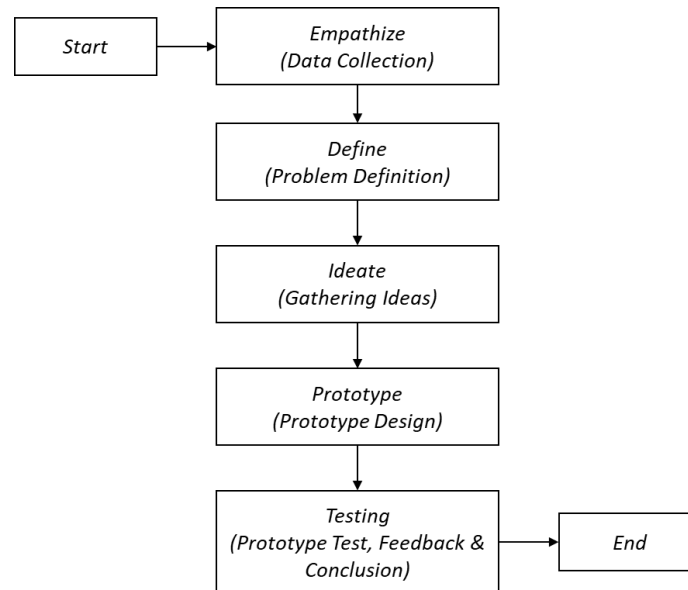 Start
Empathize
(Data Collection)
Define
(Problem Definition)
Ideate
(Gathering Ideas)
Prototype
(Prototype Design)
Testing
(Prototype Test, Feedback &
Conclusion)
End